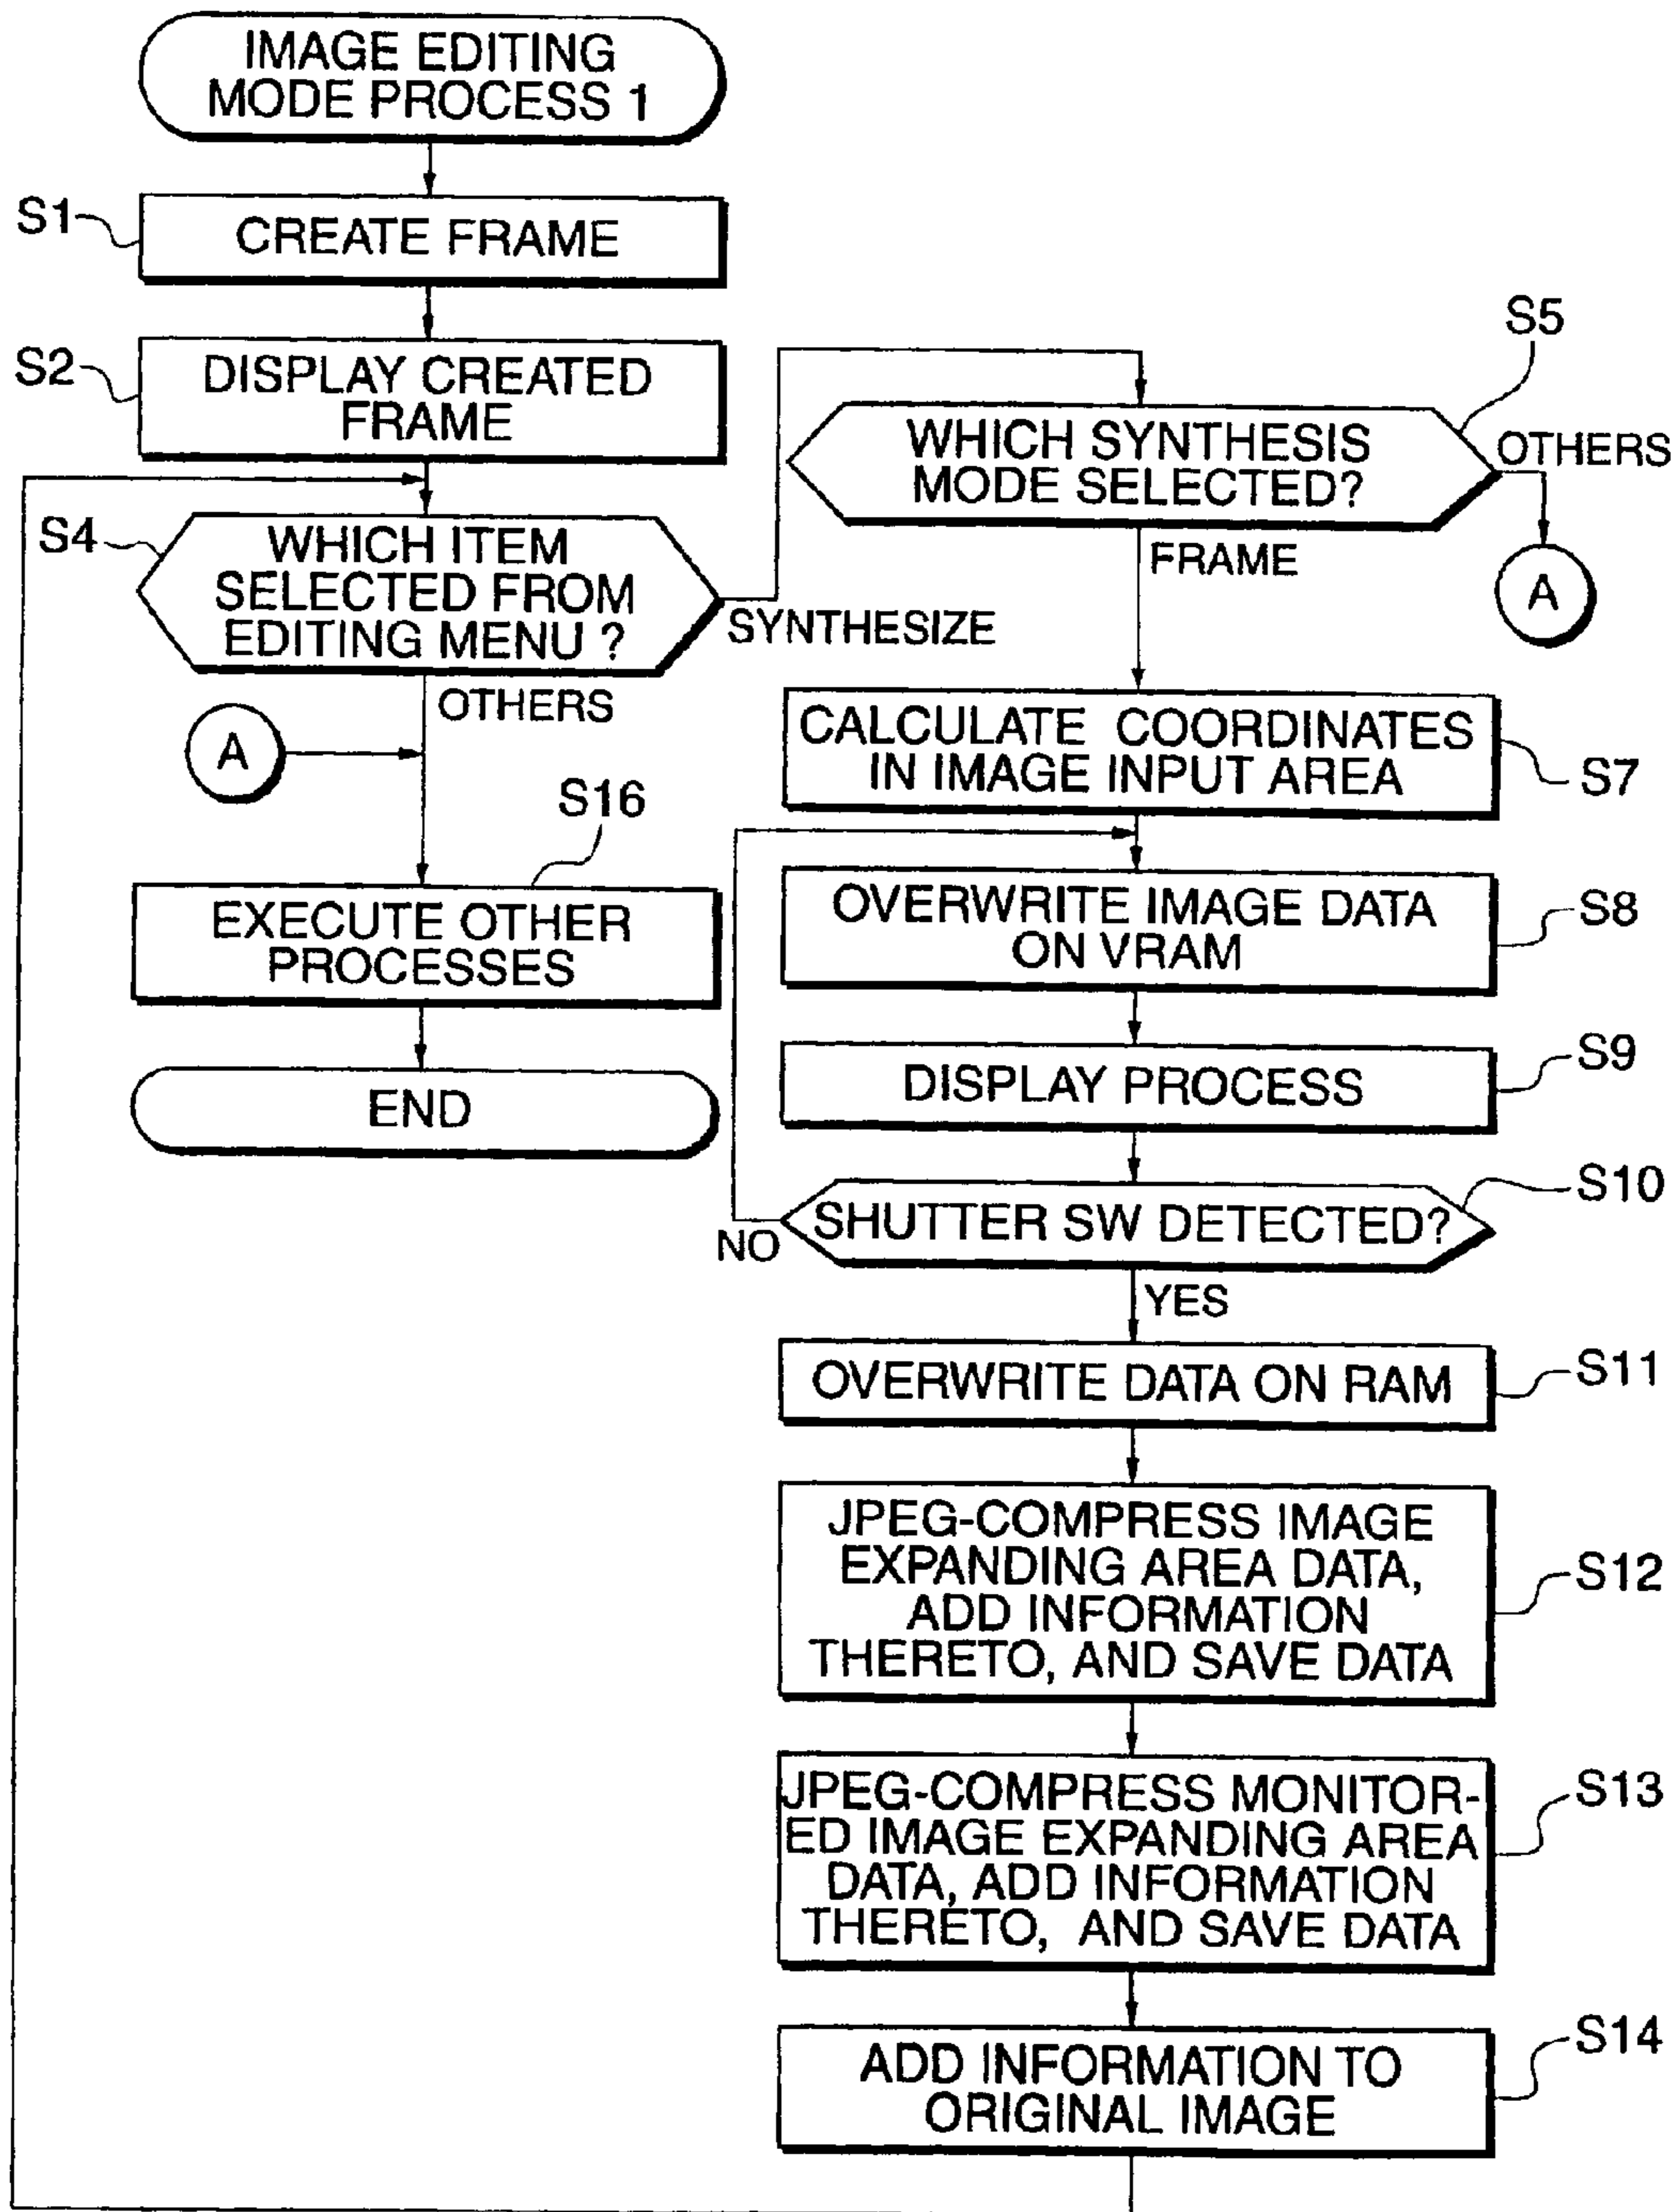 IMAGE EDITING
MODE PROCESS 1
S1
CREATE FRAME
S2
DISPLAY CREATED
FRAME
S4
WHICH ITEM
SELECTED FROM
EDITING MENU ?
SYNTHESIZE
OTHERS
A
S16
EXECUTE OTHER
PROCESSES
END
S5
WHICH SYNTHESIS
MODE SELECTED?
OTHERS
A
FRAME
CALCULATE COORDINATES
IN IMAGE INPUT AREA
S7
OVERWRITE IMAGE DATA
ON VRAM
S8
DISPLAY PROCESS
S9
SHUTTER SW DETECTED?
S10
NO
YES
OVERWRITE DATA ON RAM
S11
JPEG-COMPRESS IMAGE
EXPANDING AREA DATA,
ADD INFORMATION
THERETO, AND SAVE DATA
S12
JPEG-COMPRESS MONITOR-
ED IMAGE EXPANDING AREA
DATA, ADD INFORMATION
THERETO, AND SAVE DATA
S13
ADD INFORMATION TO
ORIGINAL IMAGE
S14